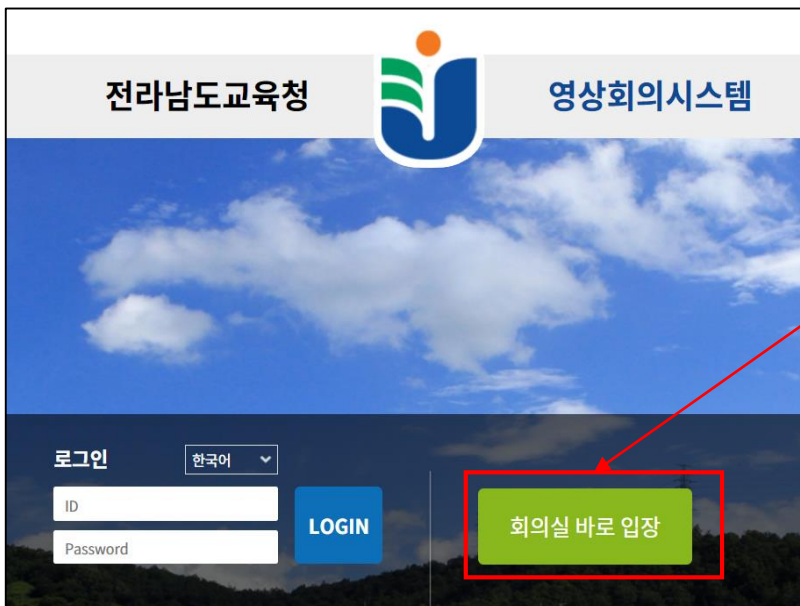 전라남도교육청
영상회의시스템
로그인 한국어
ID
Password
LOGIN
회의실 바로 입장